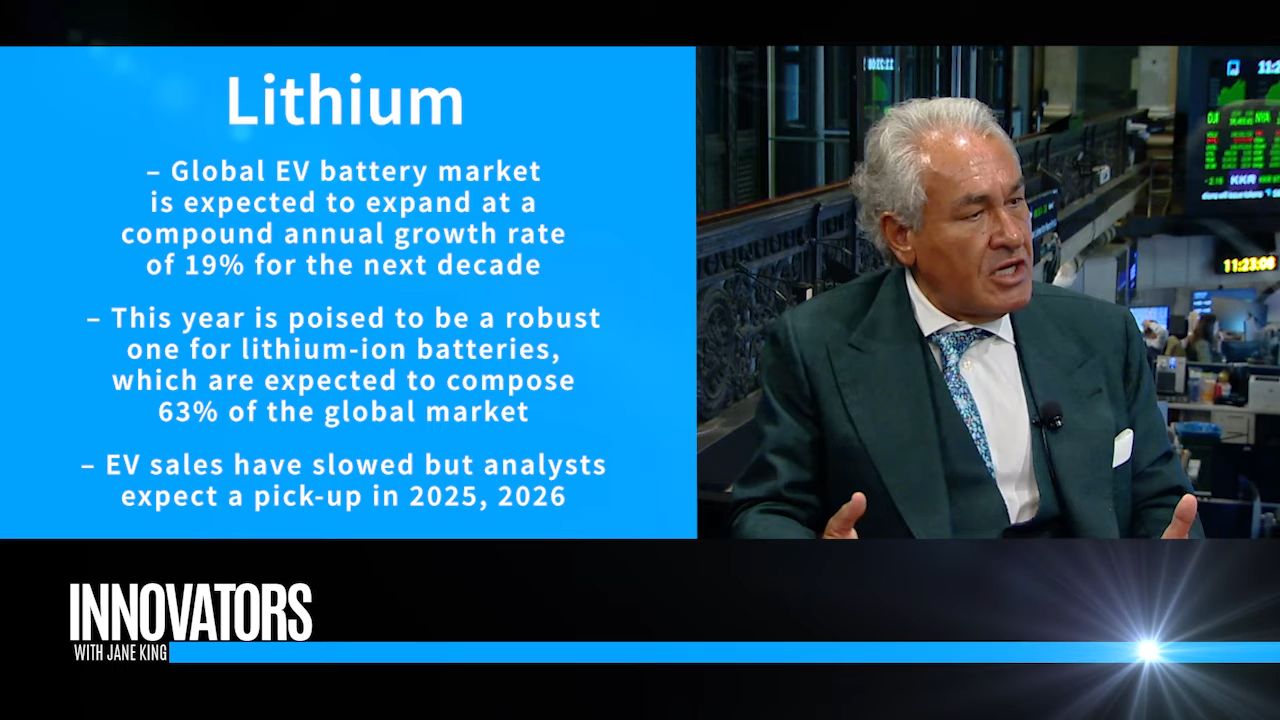 Lithium
– Global EV battery market
is expected to expand at a
compound annual growth rate
of 19% for the next decade
– This year is poised to be a robust
one for lithium-ion batteries,
which are expected to compose
63% of the global market
– EV sales have slowed but analysts
expect a pick-up in 2025, 2026
INNOVATORS
WITH JANE KING
DJI
NYA
KKR
11:23:08